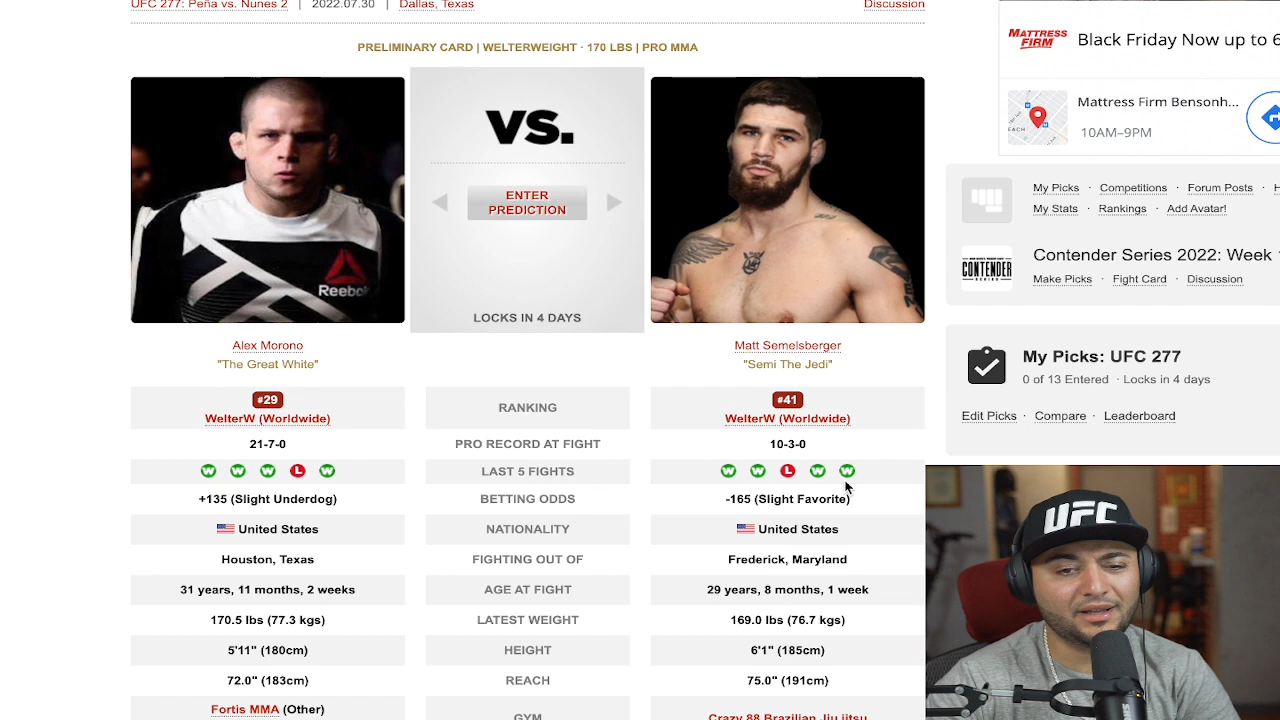 UFC 277: Peña vs. Nunes 2 | 2022.07.30 | Dallas, Texas
Discussion
PRELIMINARY CARD | WELTERWEIGHT · 170 LBS | PRO MMA
Reebok
VS.
ENTER
PREDICTION
LOCKS IN 4 DAYS
Alex Morono
"The Great White"
Matt Semelsberger
"Semi The Jedi"
#29
WelterW (Worldwide)
RANKING
#41
WelterW (Worldwide)
21-7-0 PRO RECORD AT FIGHT 10-3-0
W W W L W LAST 5 FIGHTS W W L W W
+135 (Slight Underdog) BETTING ODDS -165 (Slight Favorite)
United States NATIONALITY United States
Houston, Texas FIGHTING OUT OF Frederick, Maryland
31 years, 11 months, 2 weeks AGE AT FIGHT 29 years, 8 months, 1 week
170.5 lbs (77.3 kgs) LATEST WEIGHT 169.0 lbs (76.7 kgs)
5'11" (180cm) HEIGHT 6'1" (185cm)
72.0" (183cm) REACH 75.0" (191cm)
Fortis MMA (Other) GYM Crazy 88 Brazilian Jiu jitsu
MATTRESS
FIRM
Black Friday Now up to 6
Mattress Firm Bensonh...
10AM–9PM
EACH
My Picks · Competitions · Forum Posts · H
My Stats · Rankings · Add Avatar!
CONTENDER
SERIES
Contender Series 2022: Week
Make Picks · Fight Card · Discussion
My Picks: UFC 277
0 of 13 Entered · Locks in 4 days
Edit Picks · Compare · Leaderboard
UFC